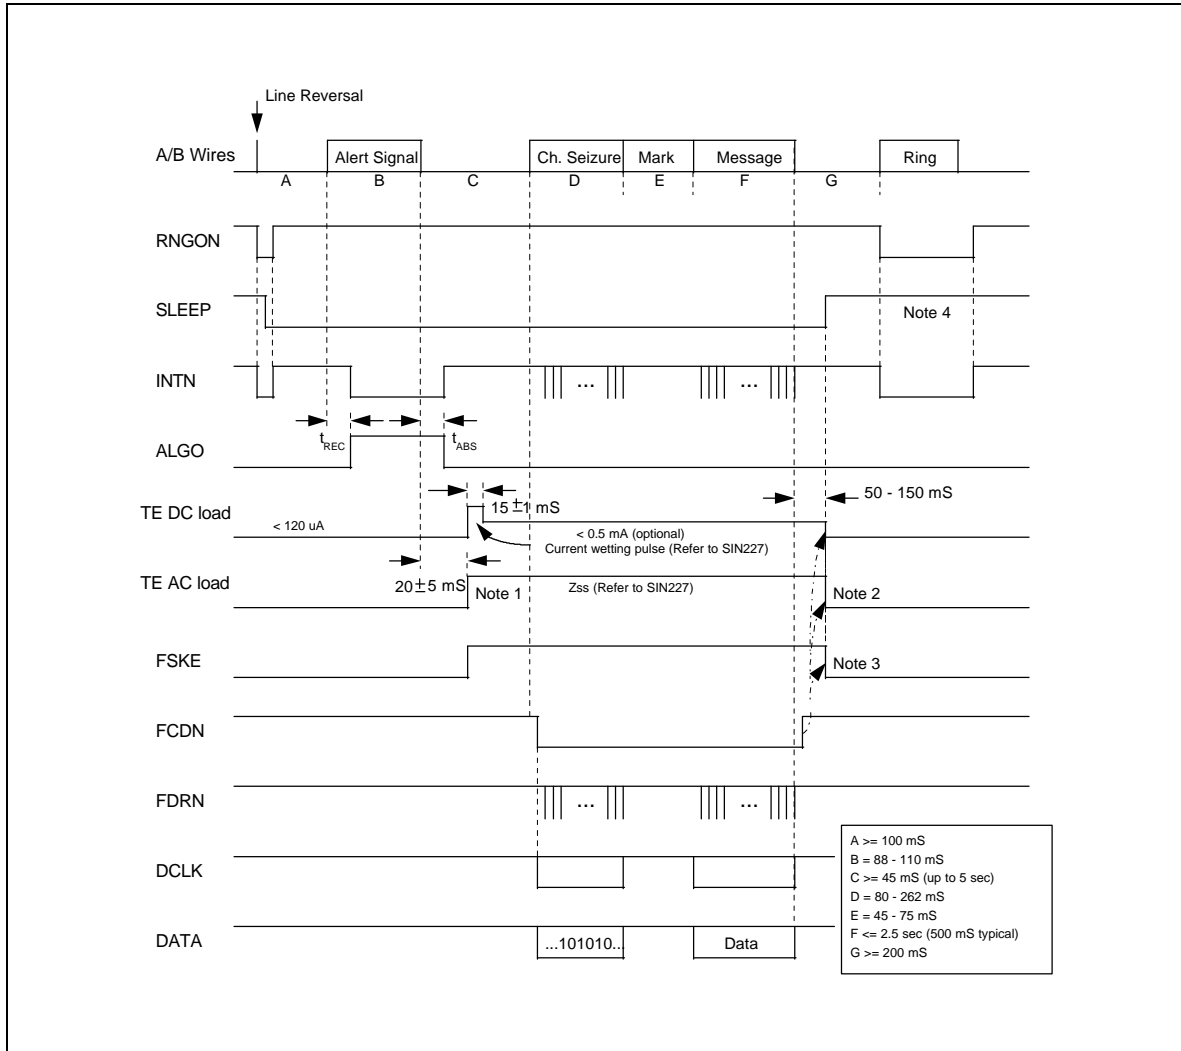 Line Reversal
A/B Wires
Alert Signal
Ch. Seizure
Mark
Message
Ring
A
B
C
D
E
F
G
RNGON
SLEEP
Note 4
INTN
...
...
tREC
tABS
ALGO
50 - 150 mS
15 ±1 mS
TE DC load
< 120 uA
< 0.5 mA (optional)
Current wetting pulse (Refer to SIN227)
TE AC load
20±5 mS
Note 1
Zss (Refer to SIN227)
Note 2
FSKE
Note 3
FCDN
FDRN
...
...
DCLK
DATA
...101010...
Data
A >= 100 mS
B = 88 - 110 mS
C >= 45 mS (up to 5 sec)
D = 80 - 262 mS
E = 45 - 75 mS
F <= 2.5 sec (500 mS typical)
G >= 200 mS